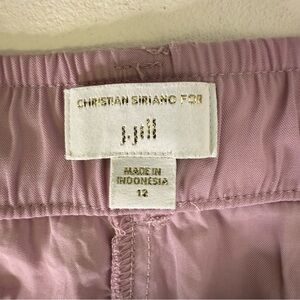 CHRISTIAN SIRIANO FOR
J.Jill
MADE IN
INDONESIA
12